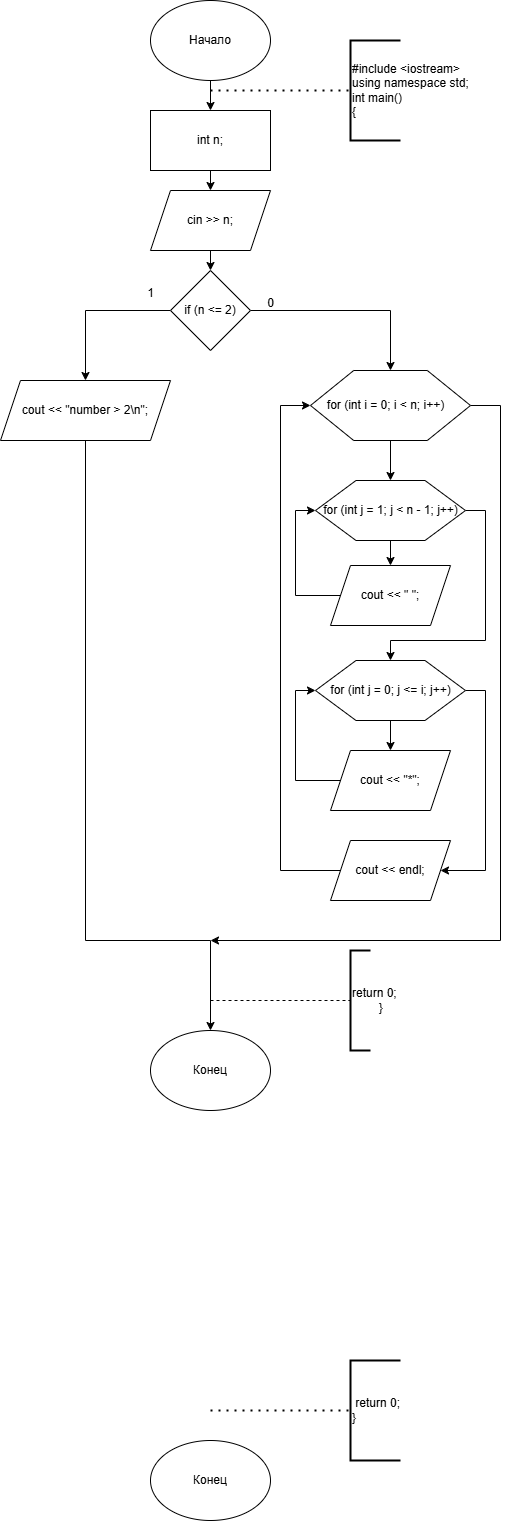 Начало
#include <iostream>
using namespace std;
int main()
{
int n;
cin >> n;
if (n <= 2)
1
0
cout << "number > 2\n";
for (int i = 0; i < n; i++)
for (int j = 1; j < n - 1; j++)
cout << " ";
for (int j = 0; j <= i; j++)
cout << "*";
cout << endl;
return 0;
}
Конец
return 0;
}
Конец